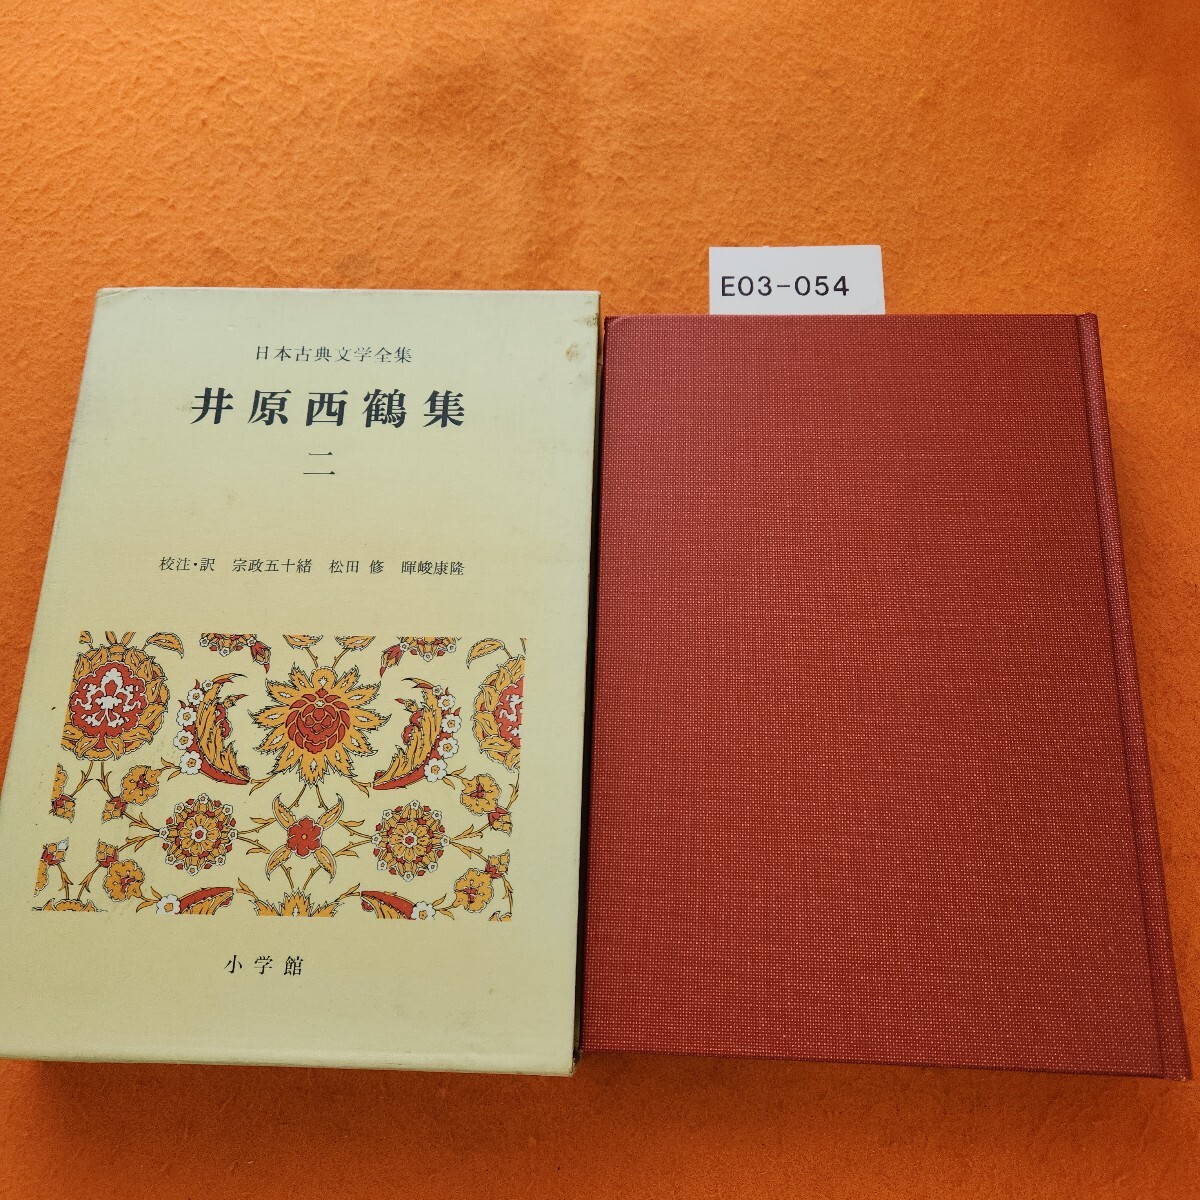 日本古典文学全集
井原西鶴集
二
校注・訳 宗政五十緒 松田 修 暉峻康隆
小学館
E03-054